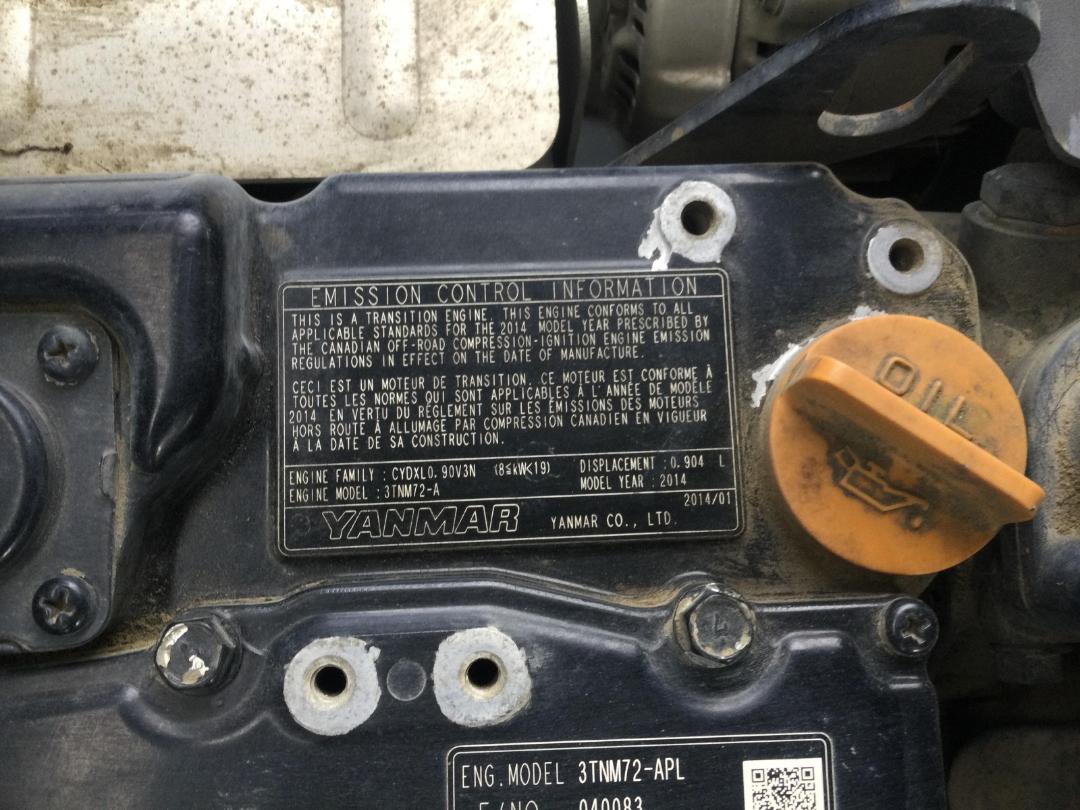 EMISSION CONTROL INFORMATION
THIS IS A TRANSITION ENGINE. THIS ENGINE CONFORMS TO ALL
APPLICABLE STANDARDS FOR THE 2014 MODEL YEAR PRESCRIBED BY
THE CANADIAN OFF-ROAD COMPRESSION-IGNITION ENGINE EMISSION
REGULATIONS IN EFFECT ON THE DATE OF MANUFACTURE.
CECI EST UN MOTEUR DE TRANSITION. CE MOTEUR EST CONFORME À
TOUTES LES NORMES QUI SONT APPLICABLES À L'ANNÉE DE MODÈLE
2014 EN VERTU DU RÈGLEMENT SUR LES ÉMISSIONS DES MOTEURS
HORS ROUTE À ALLUMAGE PAR COMPRESSION CANADIEN EN VIGUEUR
À LA DATE DE SA CONSTRUCTION.
ENGINE FAMILY : CYDXL0.90V3N (8≤kW<19) DISPLACEMENT : 0.904 L
ENGINE MODEL : 3TNM72-A MODEL YEAR : 2014
2014/01
YANMAR YANMAR CO., LTD.
OIL
ENG. MODEL 3TNM72-APL
E/NO. 040083